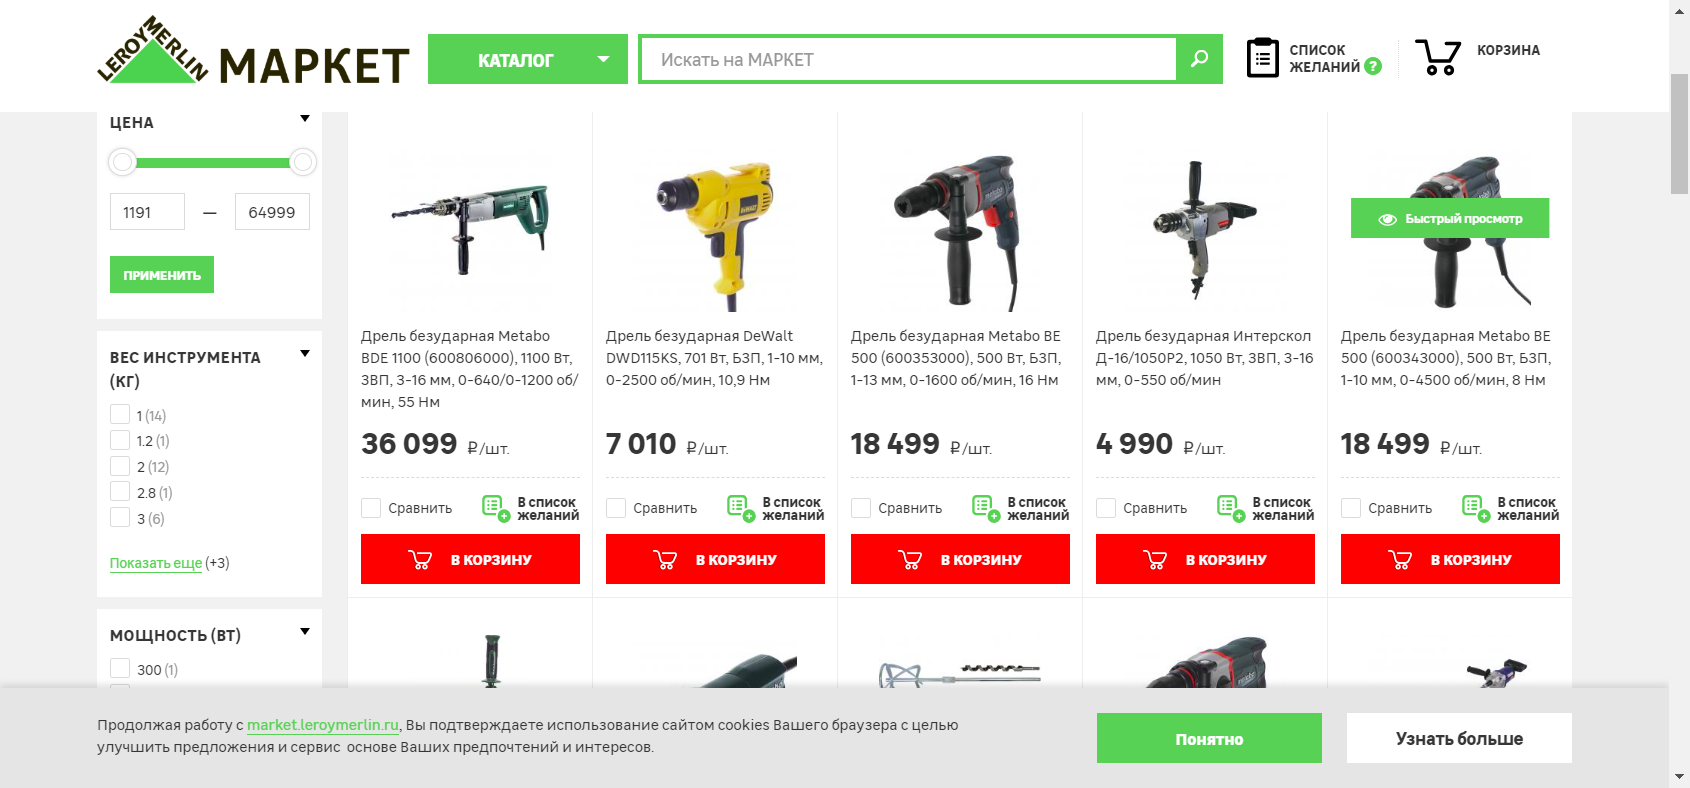 LEROY MERLIN МАРКЕТ
КАТАЛОГ
Искать на МАРКЕТ
СПИСОК
ЖЕЛАНИЙ ?
КОРЗИНА
ЦЕНА
1191 — 64999
ПРИМЕНИТЬ
ВЕС ИНСТРУМЕНТА
(КГ)
1 (14)
1.2 (1)
2 (12)
2.8 (1)
3 (6)
Показать еще (+3)
МОЩНОСТЬ (ВТ)
300 (1)
Дрель безударная Metabo
BDE 1100 (600806000), 1100 Вт,
ЗВП, 3-16 мм, 0-640/0-1200 об/
мин, 55 Нм
36 099 ₽/шт.
Сравнить
В список
желаний
В КОРЗИНУ
Дрель безударная DeWalt
DWD115KS, 701 Вт, БЗП, 1-10 мм,
0-2500 об/мин, 10,9 Нм
7 010 ₽/шт.
Сравнить
В список
желаний
В КОРЗИНУ
Дрель безударная Metabo BE
500 (600353000), 500 Вт, БЗП,
1-13 мм, 0-1600 об/мин, 16 Нм
18 499 ₽/шт.
Сравнить
В список
желаний
В КОРЗИНУ
Дрель безударная Интерскол
Д-16/1050Р2, 1050 Вт, ЗВП, 3-16
мм, 0-550 об/мин
4 990 ₽/шт.
Сравнить
В список
желаний
В КОРЗИНУ
Быстрый просмотр
Дрель безударная Metabo BE
500 (600343000), 500 Вт, БЗП,
1-10 мм, 0-4500 об/мин, 8 Нм
18 499 ₽/шт.
Сравнить
В список
желаний
В КОРЗИНУ
Продолжая работу с market.leroymerlin.ru, Вы подтверждаете использование сайтом cookies Вашего браузера с целью
улучшить предложения и сервис основе Ваших предпочтений и интересов.
Понятно
Узнать больше